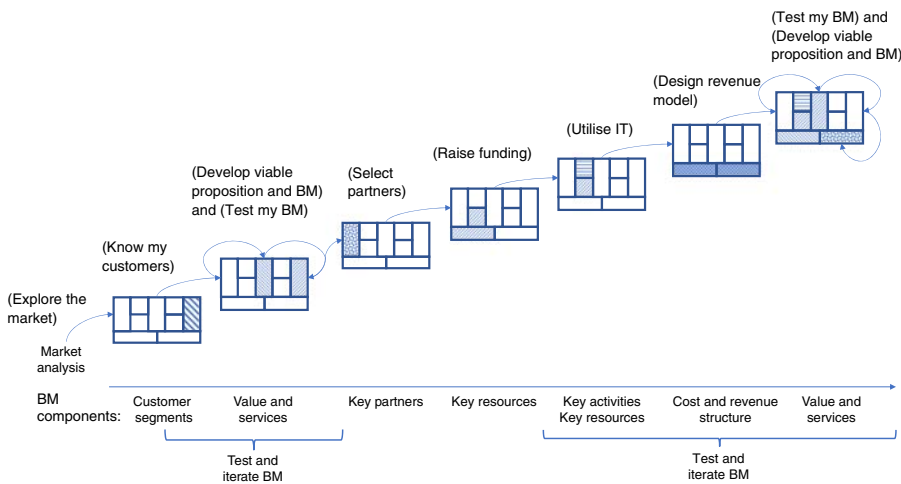 (Test my BM) and
(Develop viable
proposition and BM)
(Design revenue
model)
(Utilise IT)
(Raise funding)
(Develop viable
proposition and BM)
and (Test my BM)
(Select
partners)
(Know my
customers)
(Explore the
market)
Market
analysis
BM
components:
Customer
segments
Value and
services
Key partners
Key resources
Key activities
Key resources
Cost and revenue
structure
Value and
services
Test and
iterate BM
Test and
iterate BM